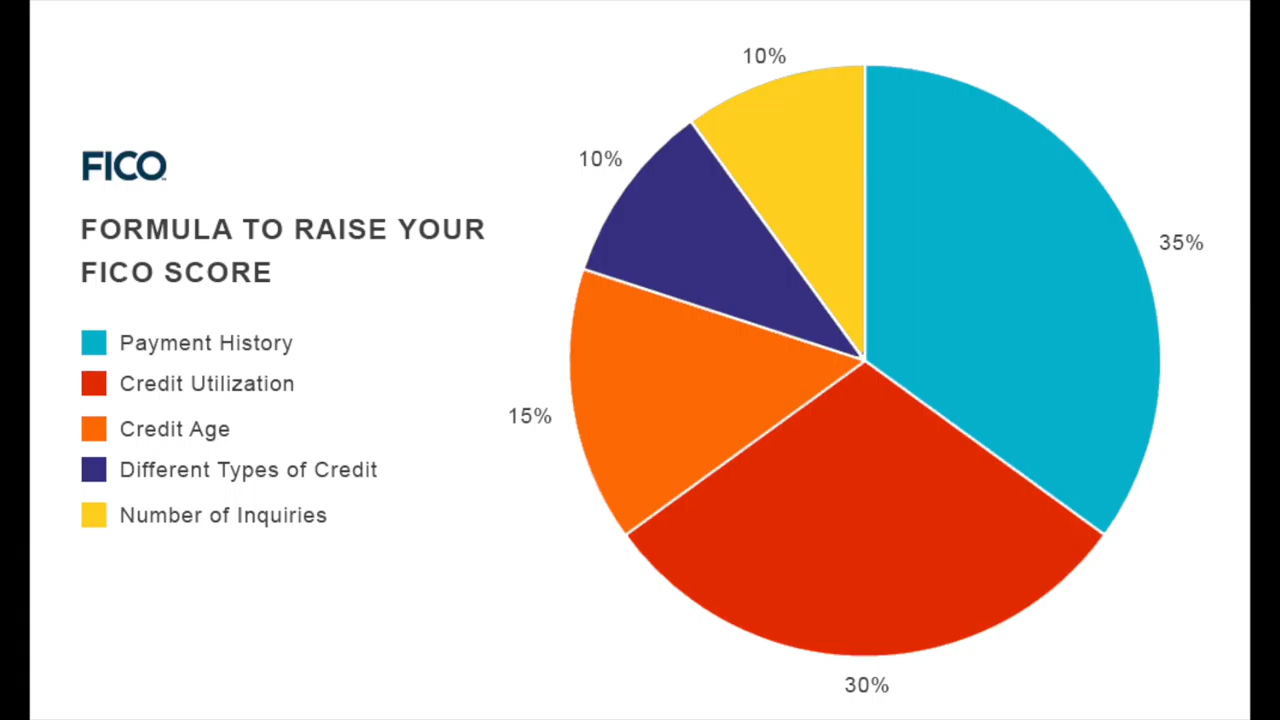 FICO
FORMULA TO RAISE YOUR
FICO SCORE
Payment History
Credit Utilization
Credit Age
Different Types of Credit
Number of Inquiries
10%
10%
35%
15%
30%